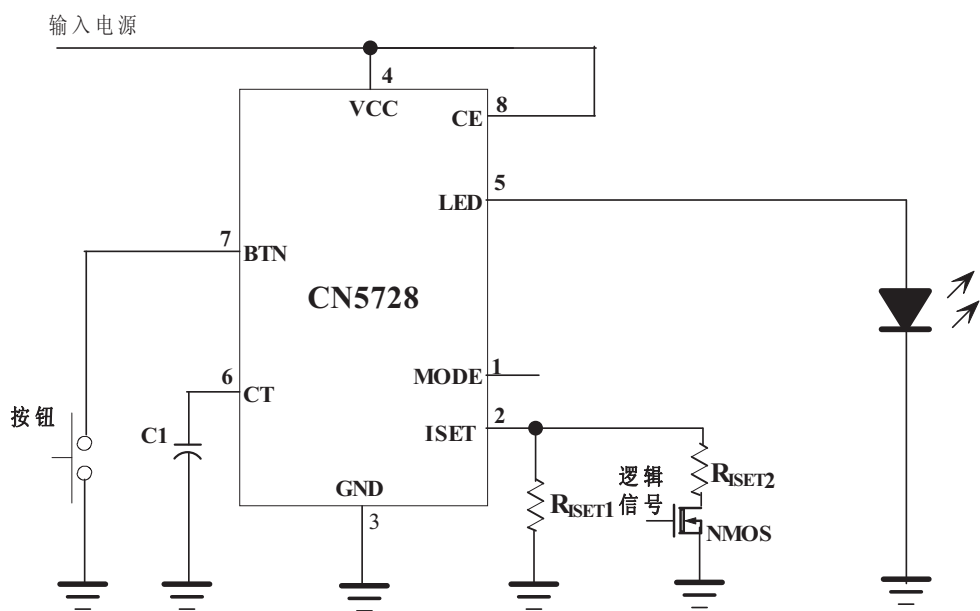 输入电源
4
VCC
8
CE
5
LED
7
BTN
CN5728
1
MODE
6
CT
按钮
C1
2
ISET
RISET2
逻辑
信号
RISET1
NMOS
GND
3